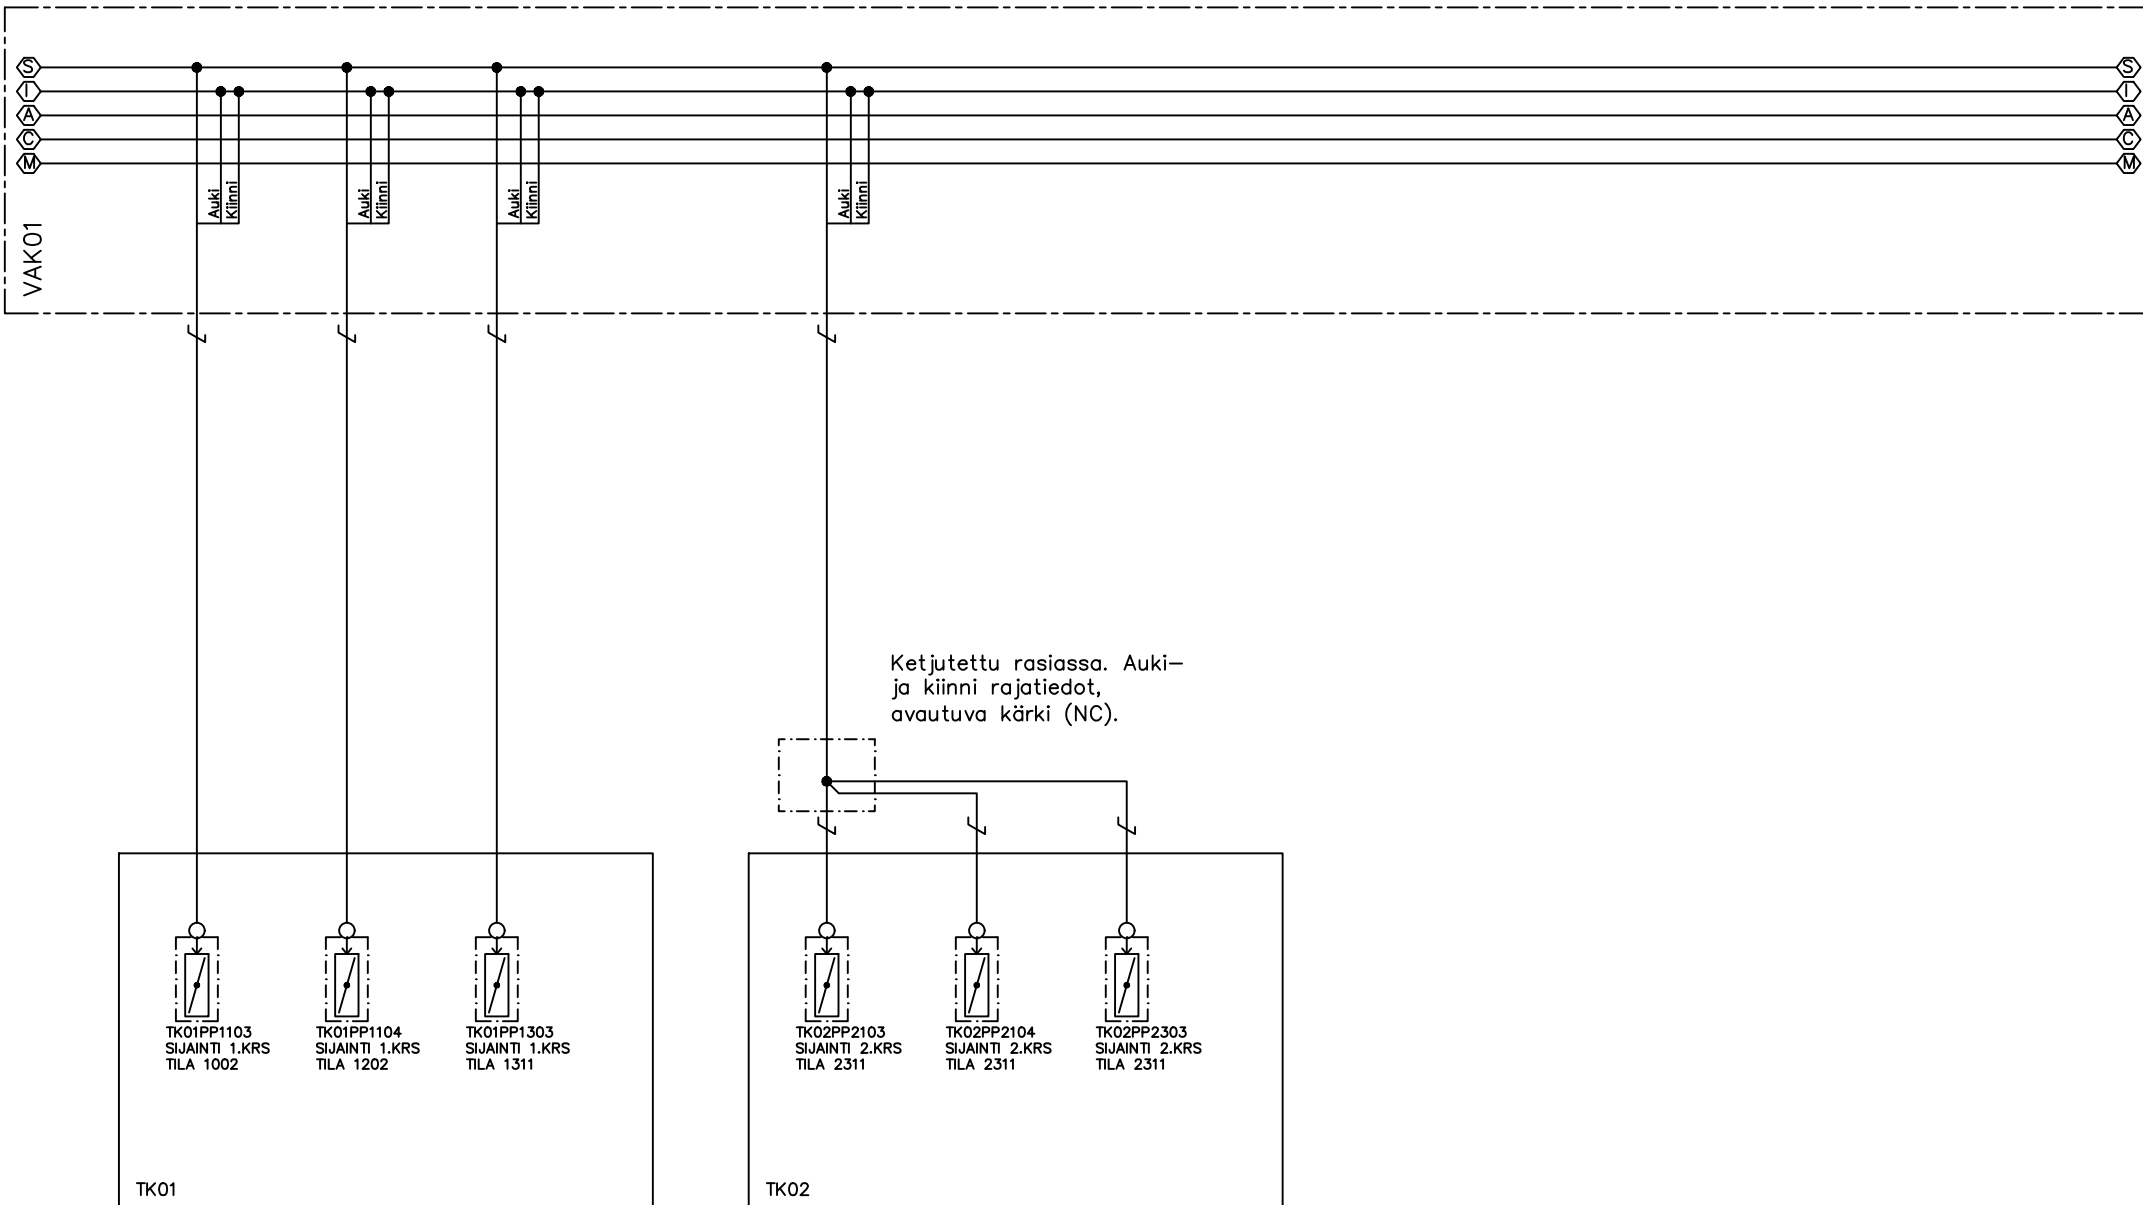 S
I
A
C
M
S
I
A
C
M
VAK01
Auki
Kiinni
Auki
Kiinni
Auki
Kiinni
Auki
Kiinni
Ketjutettu rasiassa. Auki-
ja kiinni rajatiedot,
avautuva kärki (NC).
TK01PP1103
SIJAINTI 1.KRS
TILA 1002
TK01PP1104
SIJAINTI 1.KRS
TILA 1202
TK01PP1303
SIJAINTI 1.KRS
TILA 1311
TK02PP2103
SIJAINTI 2.KRS
TILA 2311
TK02PP2104
SIJAINTI 2.KRS
TILA 2311
TK02PP2303
SIJAINTI 2.KRS
TILA 2311
TK01
TK02